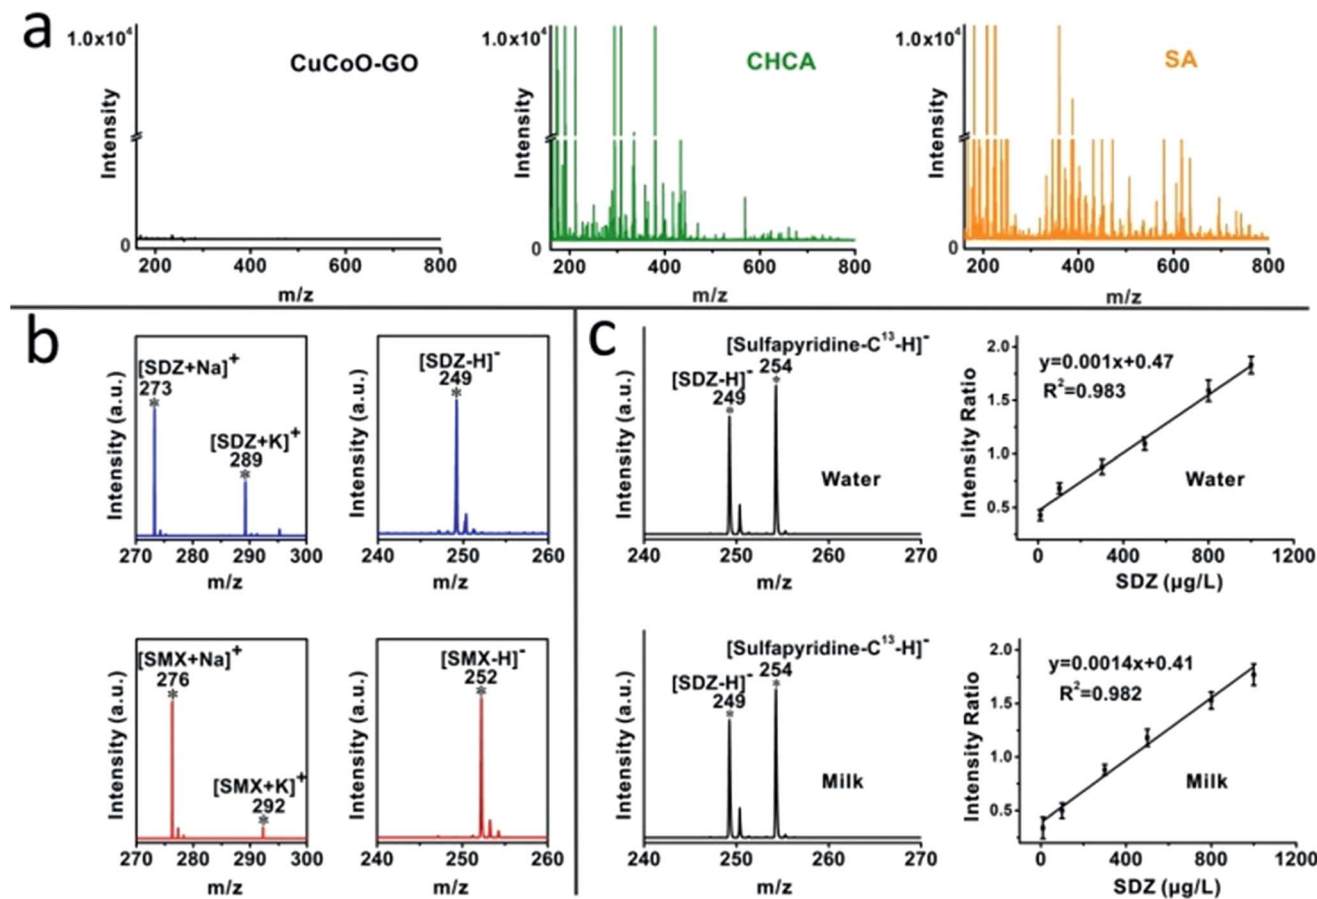 a
1.0x10⁴
CuCoO-GO
Intensity
0
200 400 600 800
m/z
1.0x10⁴
CHCA
Intensity
0
200 400 600 800
m/z
1.0x10⁴
SA
Intensity
0
200 400 600 800
m/z
b
[SDZ+Na]⁺
273
*
[SDZ+K]⁺
289
*
Intensity (a.u.)
270 280 290 300
m/z
[SDZ-H]⁻
249
*
Intensity (a.u.)
240 250 260
m/z
[SMX+Na]⁺
276
*
[SMX+K]⁺
292
*
Intensity (a.u.)
270 280 290 300
m/z
[SMX-H]⁻
252
*
Intensity (a.u.)
240 250 260
m/z
c
[Sulfapyridine-C¹³-H]⁻
254
*
[SDZ-H]⁻
249
*
Water
Intensity (a.u.)
240 250 260 270
m/z
2.0
1.5
1.0
0.5
y=0.001x+0.47
R²=0.983
Water
Intensity Ratio
0 400 800 1200
SDZ (μg/L)
[Sulfapyridine-C¹³-H]⁻
254
*
[SDZ-H]⁻
249
*
Milk
Intensity (a.u.)
240 250 260 270
m/z
2.0
1.5
1.0
0.5
y=0.0014x+0.41
R²=0.982
Milk
Intensity Ratio
0 400 800 1200
SDZ (μg/L)